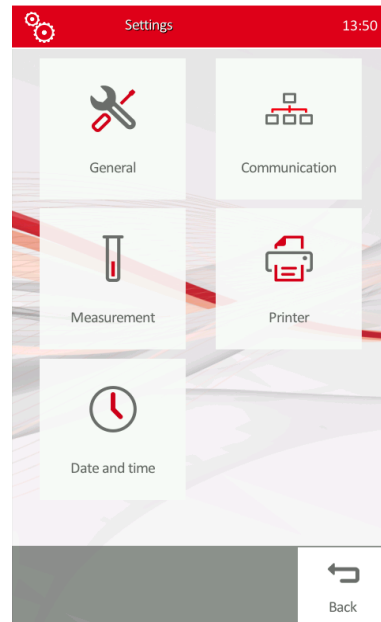 Settings
13:50
General
Communication
Measurement
Printer
Date and time
Back